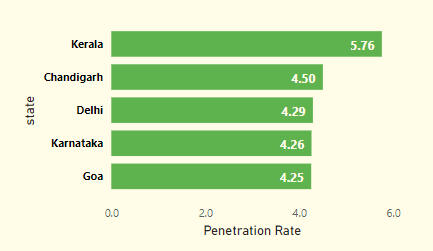 Kerala 5.76
Chandigarh 4.50
Delhi 4.29
Karnataka 4.26
Goa 4.25
state
0.0 2.0 4.0 6.0
Penetration Rate